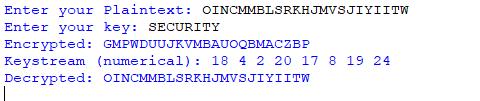 Enter your Plaintext: OINCMMBLSRKHJMVSJIYIITW
Enter your key: SECURITY
Encrypted: GMPWDUUJKVMBAUOQBMACZBP
Keystream (numerical): 18 4 2 20 17 8 19 24
Decrypted: OINCMMBLSRKHJMVSJIYIITW